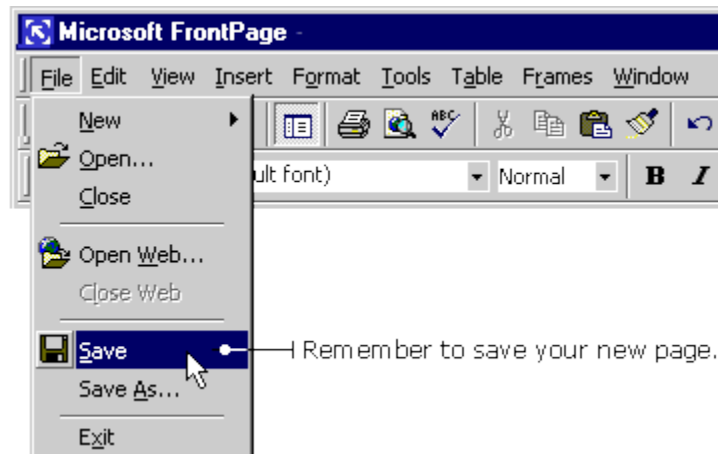 Microsoft FrontPage -
File Edit View Insert Format Tools Table Frames Window
New
ABC
Open...
ult font) Normal B I
Close
Open Web...
Close Web
Save Remember to save your new page.
Save As...
Exit